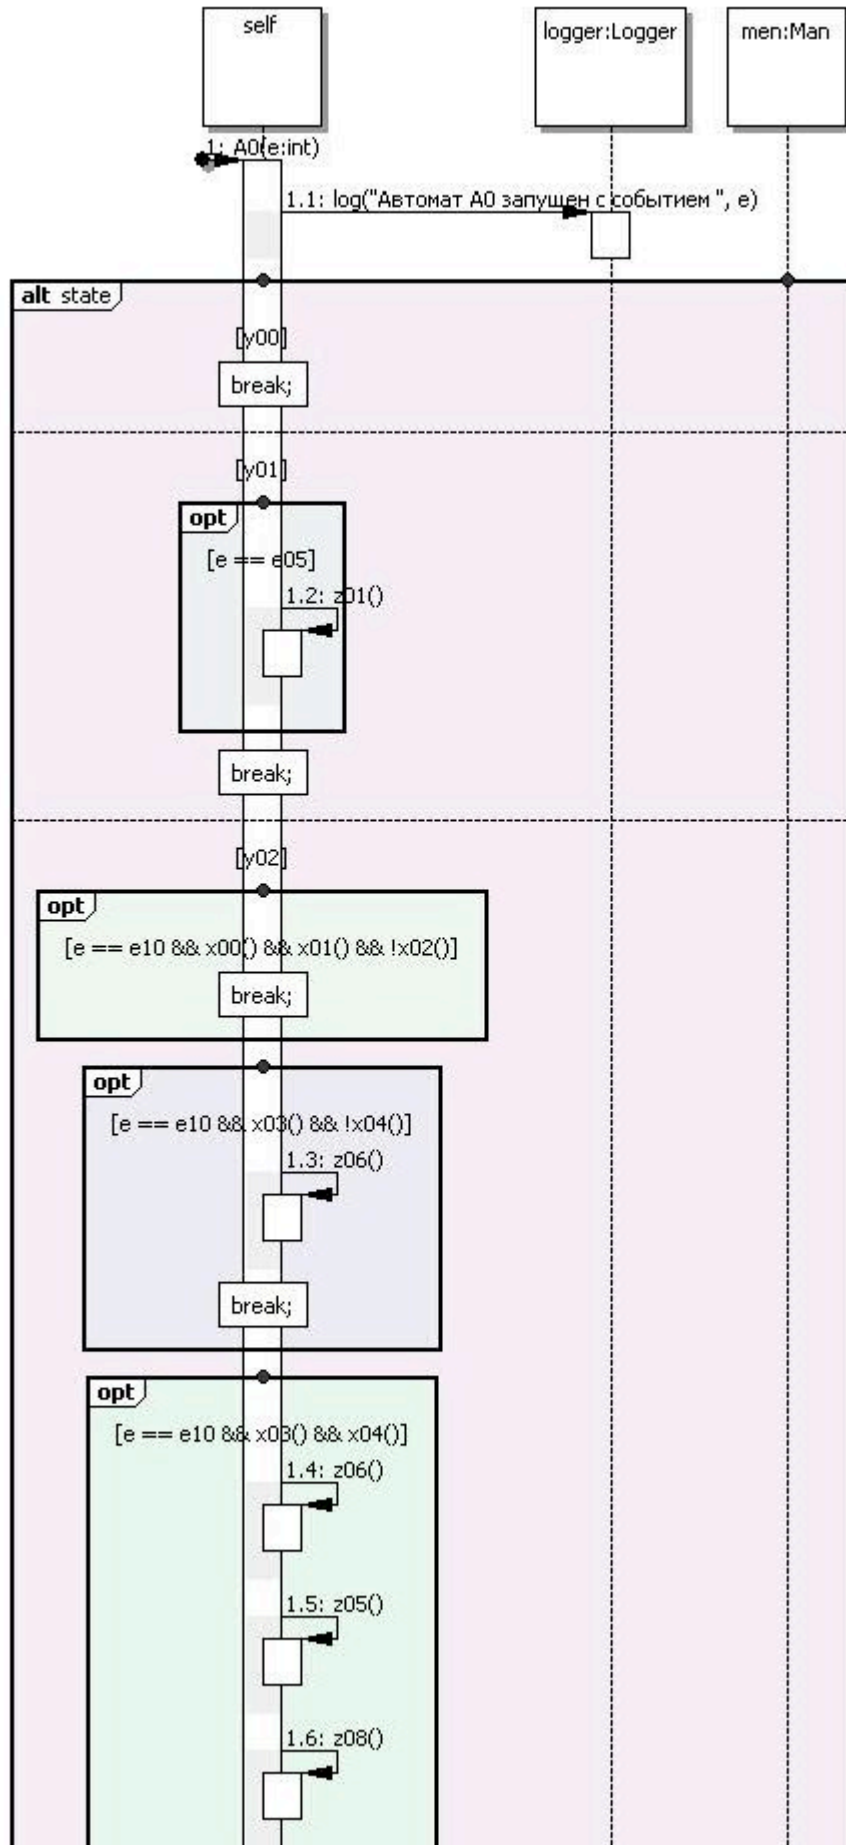 self
logger:Logger
men:Man
1: A0(e:int)
1.1: log("Автомат A0 запущен с событием ", e)
alt state
[y00]
break;
[y01]
opt
[e == e05]
1.2: z01()
break;
[y02]
opt
[e == e10 && x00() && x01() && !x02()]
break;
opt
[e == e10 && x03() && !x04()]
1.3: z06()
break;
opt
[e == e10 && x03() && x04()]
1.4: z06()
1.5: z05()
1.6: z08()